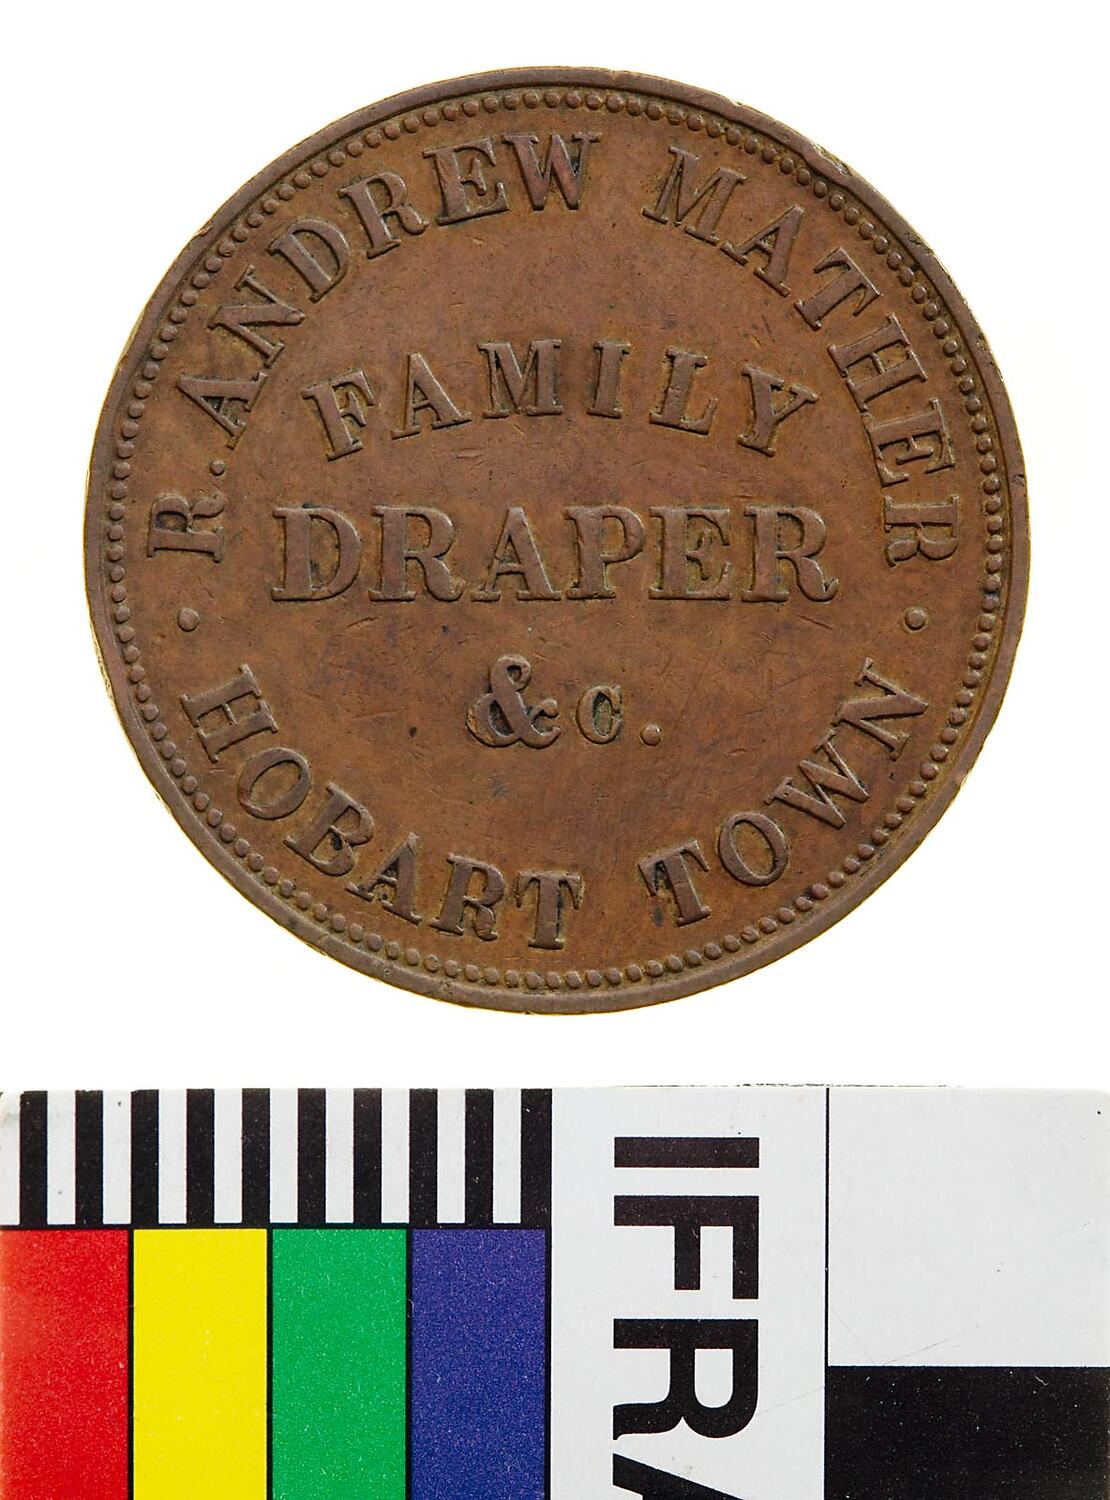 R. ANDREW MATHER
FAMILY
DRAPER
&C.
HOBART TOWN
IFRA